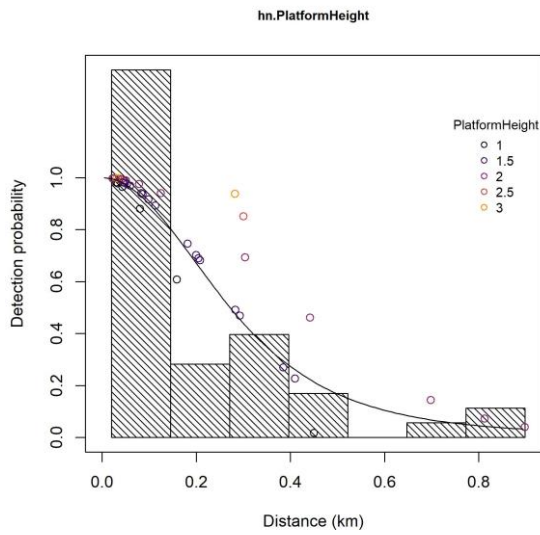 hn.PlatformHeight
PlatformHeight
1
1.5
2
2.5
3
Detection probability
1.0
0.8
0.6
0.4
0.2
0.0
0.0 0.2 0.4 0.6 0.8
Distance (km)